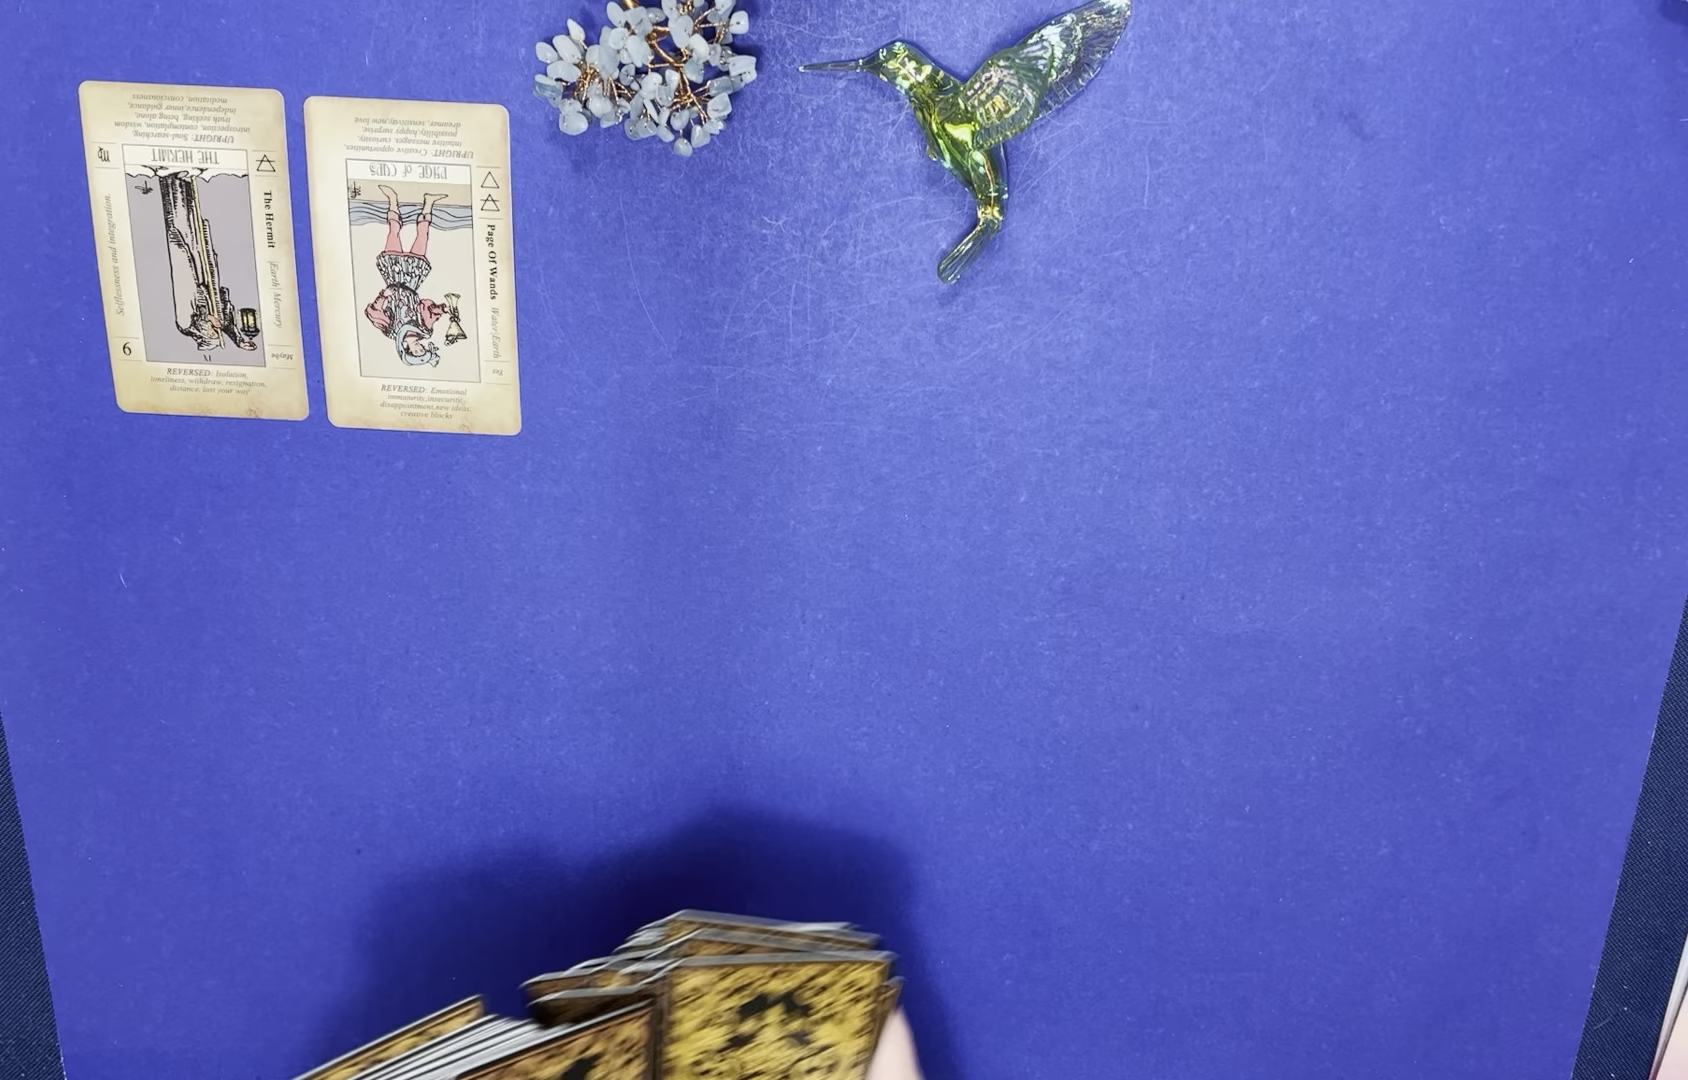 UPRIGHT: Soul-searching,
introspection, contemplation, wisdom
truth seeking, being alone,
independence, inner guidance,
meditation, consciousness
THE HERMIT
The Hermit
Earth| Mercury
Maybe
Selflessness and integration.
9
IX
REVERSED: Isolation,
loneliness, withdraw, resignation,
distance, lost your way
UPRIGHT: Creative opportunities,
intuitive messages, curiosity,
possibility, happy surprise,
dreamer, sensitivity, new love
PAGE of CUPS
Page Of Wands
Water|Earth
Yes
REVERSED: Emotional
immaturity, insecurity,
disappointment, new ideas,
creative blocks